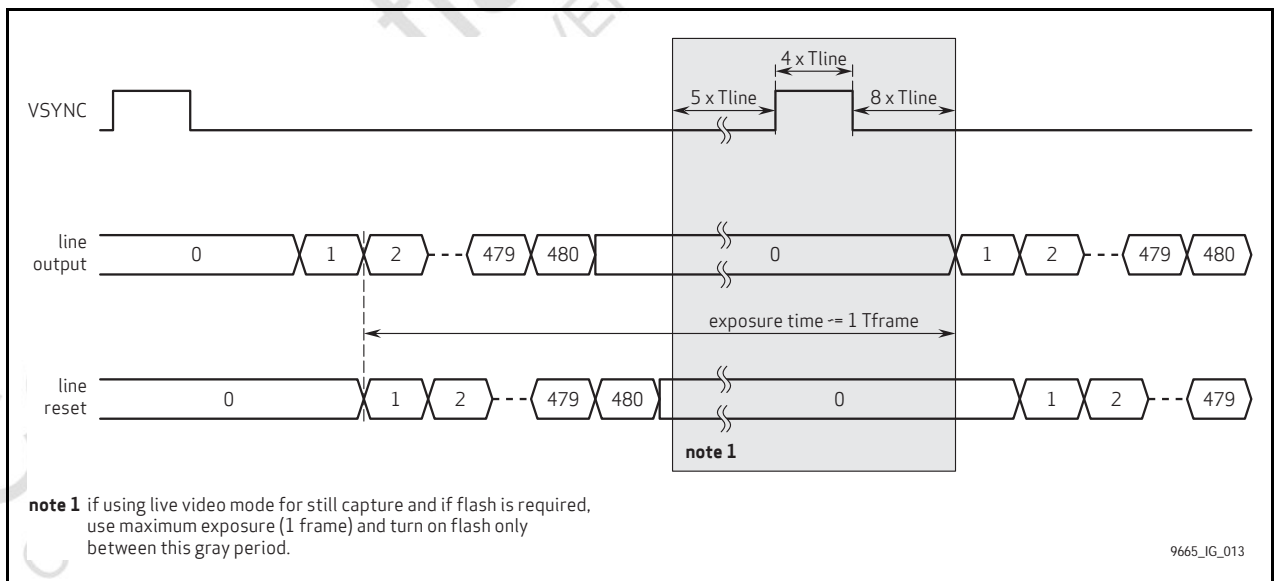 4 x Tline
VSYNC 5 x Tline 8 x Tline
line output 0 1 2 479 480 0 1 2 479 480
exposure time ~= 1 Tframe
line reset 0 1 2 479 480 0 1 2 479
note 1
note 1 if using live video mode for still capture and if flash is required,
use maximum exposure (1 frame) and turn on flash only
between this gray period.
9665_IG_013